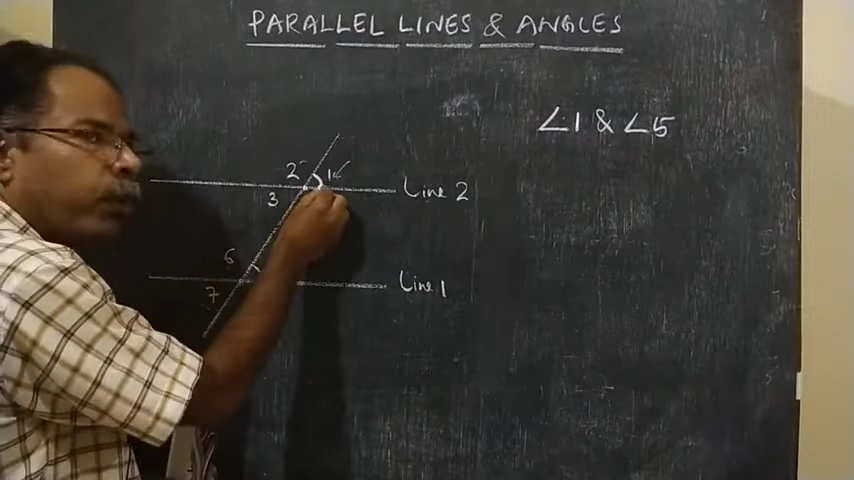 PARALLEL LINES & ANGLES
∠1 & ∠5
2 1
3
Line 2
6
7
Line 1